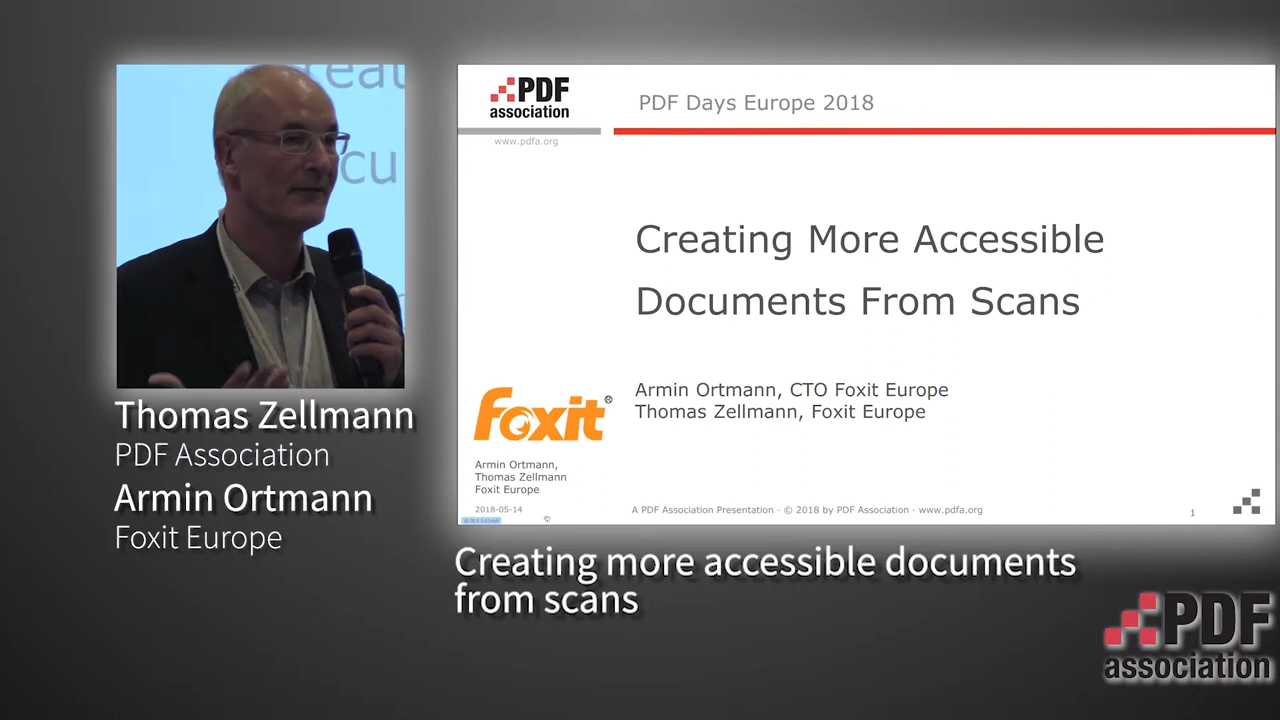 reat
cu
Thomas Zellmann
PDF Association
Armin Ortmann
Foxit Europe
PDF
association
www.pdfa.org
PDF Days Europe 2018
Creating More Accessible
Documents From Scans
Armin Ortmann, CTO Foxit Europe
Thomas Zellmann, Foxit Europe
foxit®
Armin Ortmann,
Thomas Zellmann
Foxit Europe
2018-05-14
A PDF Association Presentation · © 2018 by PDF Association · www.pdfa.org
1
Creating more accessible documents
from scans
PDF
association